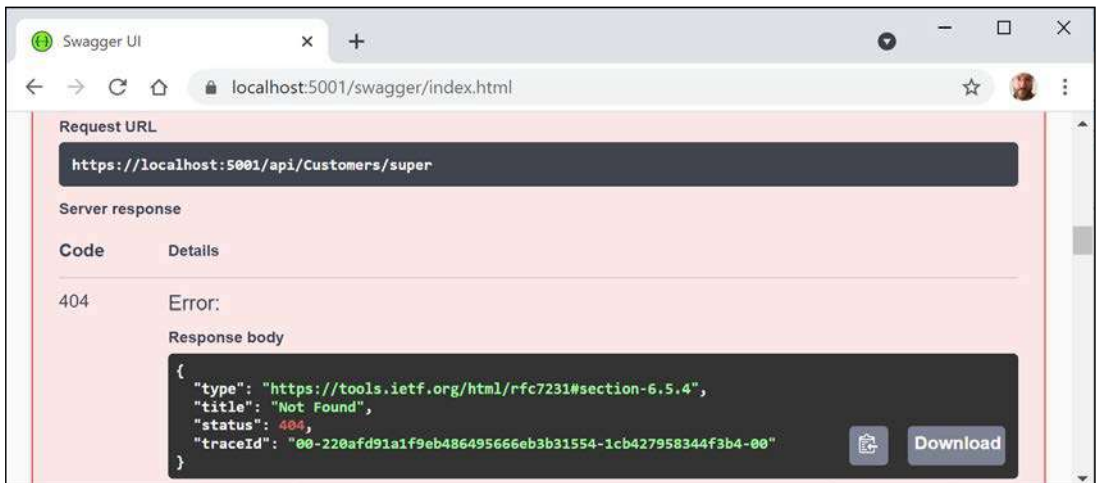 Swagger UI
localhost:5001/swagger/index.html
Request URL
https://localhost:5001/api/Customers/super
Server response
Code Details
404 Error:
Response body
{
"type": "https://tools.ietf.org/html/rfc7231#section-6.5.4",
"title": "Not Found",
"status": 404,
"traceId": "00-220afd91a1f9eb486495666eb3b31554-1cb427958344f3b4-00"
}
Download